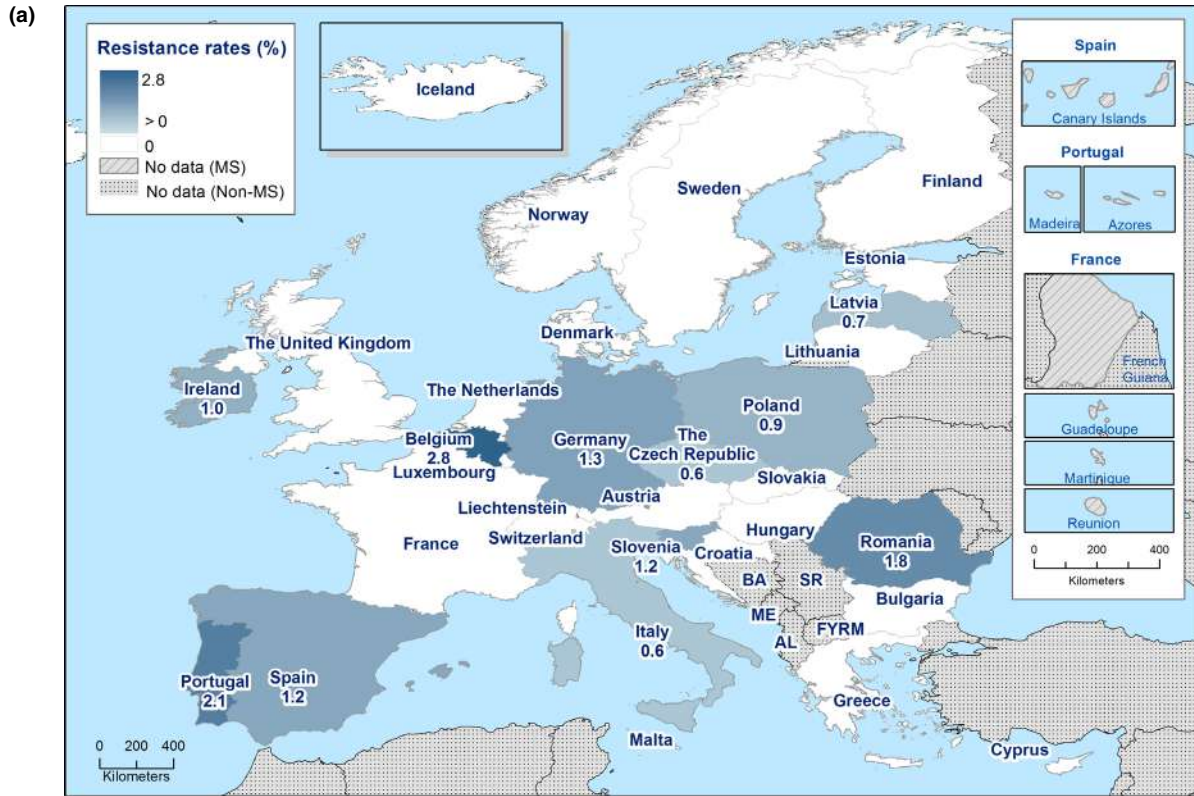 (a)
Resistance rates (%)
2.8
> 0
0
No data (MS)
No data (Non-MS)
Iceland
Norway
Sweden
Finland
Estonia
Latvia
0.7
Denmark
Lithuania
The United Kingdom
Ireland
1.0
The Netherlands
Belgium
2.8
Luxembourg
Germany
1.3
Poland
0.9
The
Czech Republic
0.6
Slovakia
Austria
Liechtenstein
Switzerland
France
Hungary
Slovenia
1.2
Croatia
Romania
1.8
BA
SR
Bulgaria
ME
FYRM
AL
Italy
0.6
Portugal
2.1
Spain
1.2
Greece
Malta
Cyprus
0 200 400
Kilometers
Spain
Canary Islands
Portugal
Madeira
Azores
France
French
Guiana
Guadeloupe
Martinique
Reunion
0 200 400
Kilometers